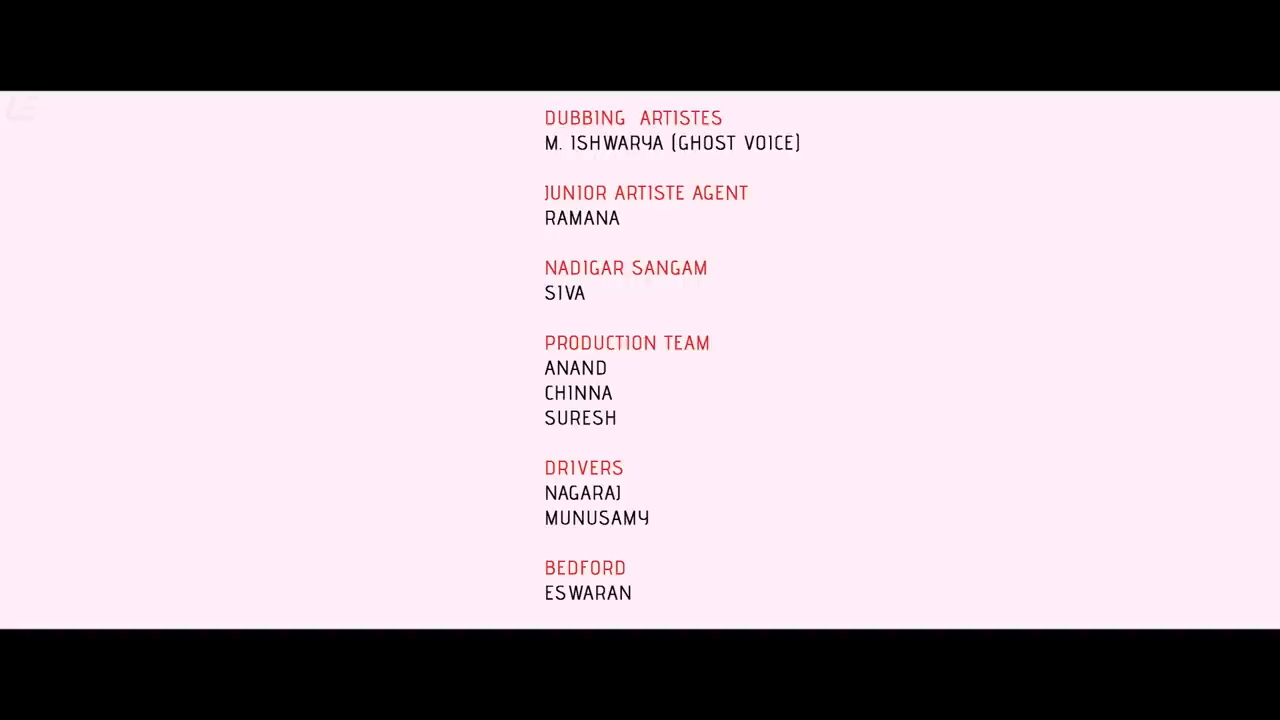 DUBBING ARTISTES
M. ISHWARYA (GHOST VOICE)
JUNIOR ARTISTE AGENT
RAMANA
NADIGAR SANGAM
SIVA
PRODUCTION TEAM
ANAND
CHINNA
SURESH
DRIVERS
NAGARAJ
MUNUSAMY
BEDFORD
ESWARAN